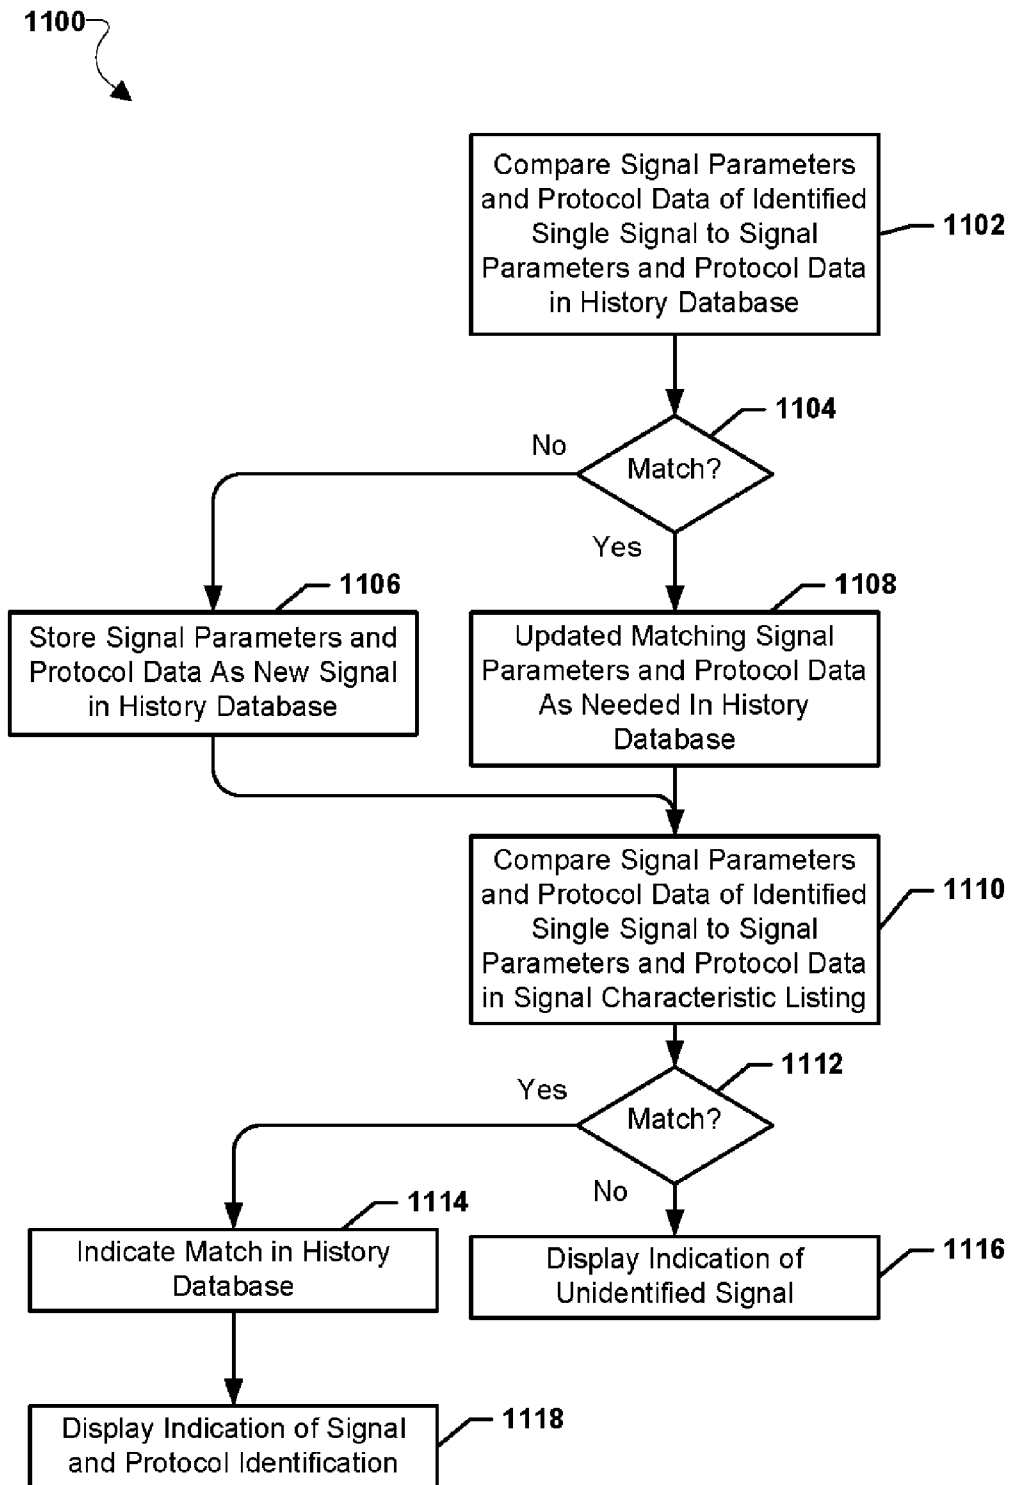 1100
Compare Signal Parameters
and Protocol Data of Identified
Single Signal to Signal
Parameters and Protocol Data
in History Database
1102
1104
Match?
No
Yes
1106
Store Signal Parameters and
Protocol Data As New Signal
in History Database
1108
Updated Matching Signal
Parameters and Protocol Data
As Needed In History
Database
Compare Signal Parameters
and Protocol Data of Identified
Single Signal to Signal
Parameters and Protocol Data
in Signal Characteristic Listing
1110
1112
Match?
Yes
No
1114
Indicate Match in History
Database
Display Indication of
Unidentified Signal
1116
Display Indication of Signal
and Protocol Identification
1118